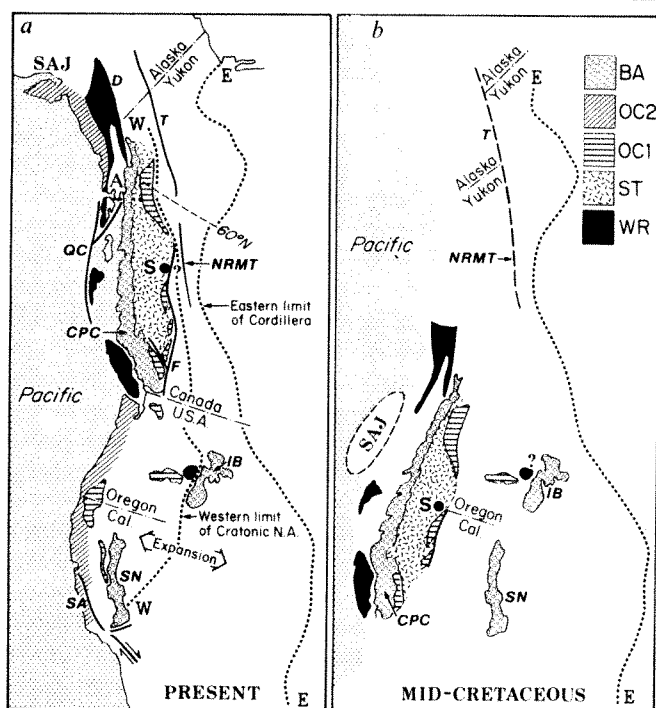 a
SAJ
D
Alaska
Yukon
E
W
T
A
60°N
QC
S
?
NRMT
Eastern limit
of Cordillera
CPC
F
Pacific
Canada
U.S.A
IB
Oregon
Cal.
Western limit
of Cratonic N.A.
Expansion
SN
SA
W
PRESENT
E
b
Alaska
Yukon
E
T
Alaska
Yukon
Pacific
NRMT
SAJ
?
IB
S
Oregon
Cal.
SN
CPC
MID-CRETACEOUS
E
BA
OC2
OC1
ST
WR